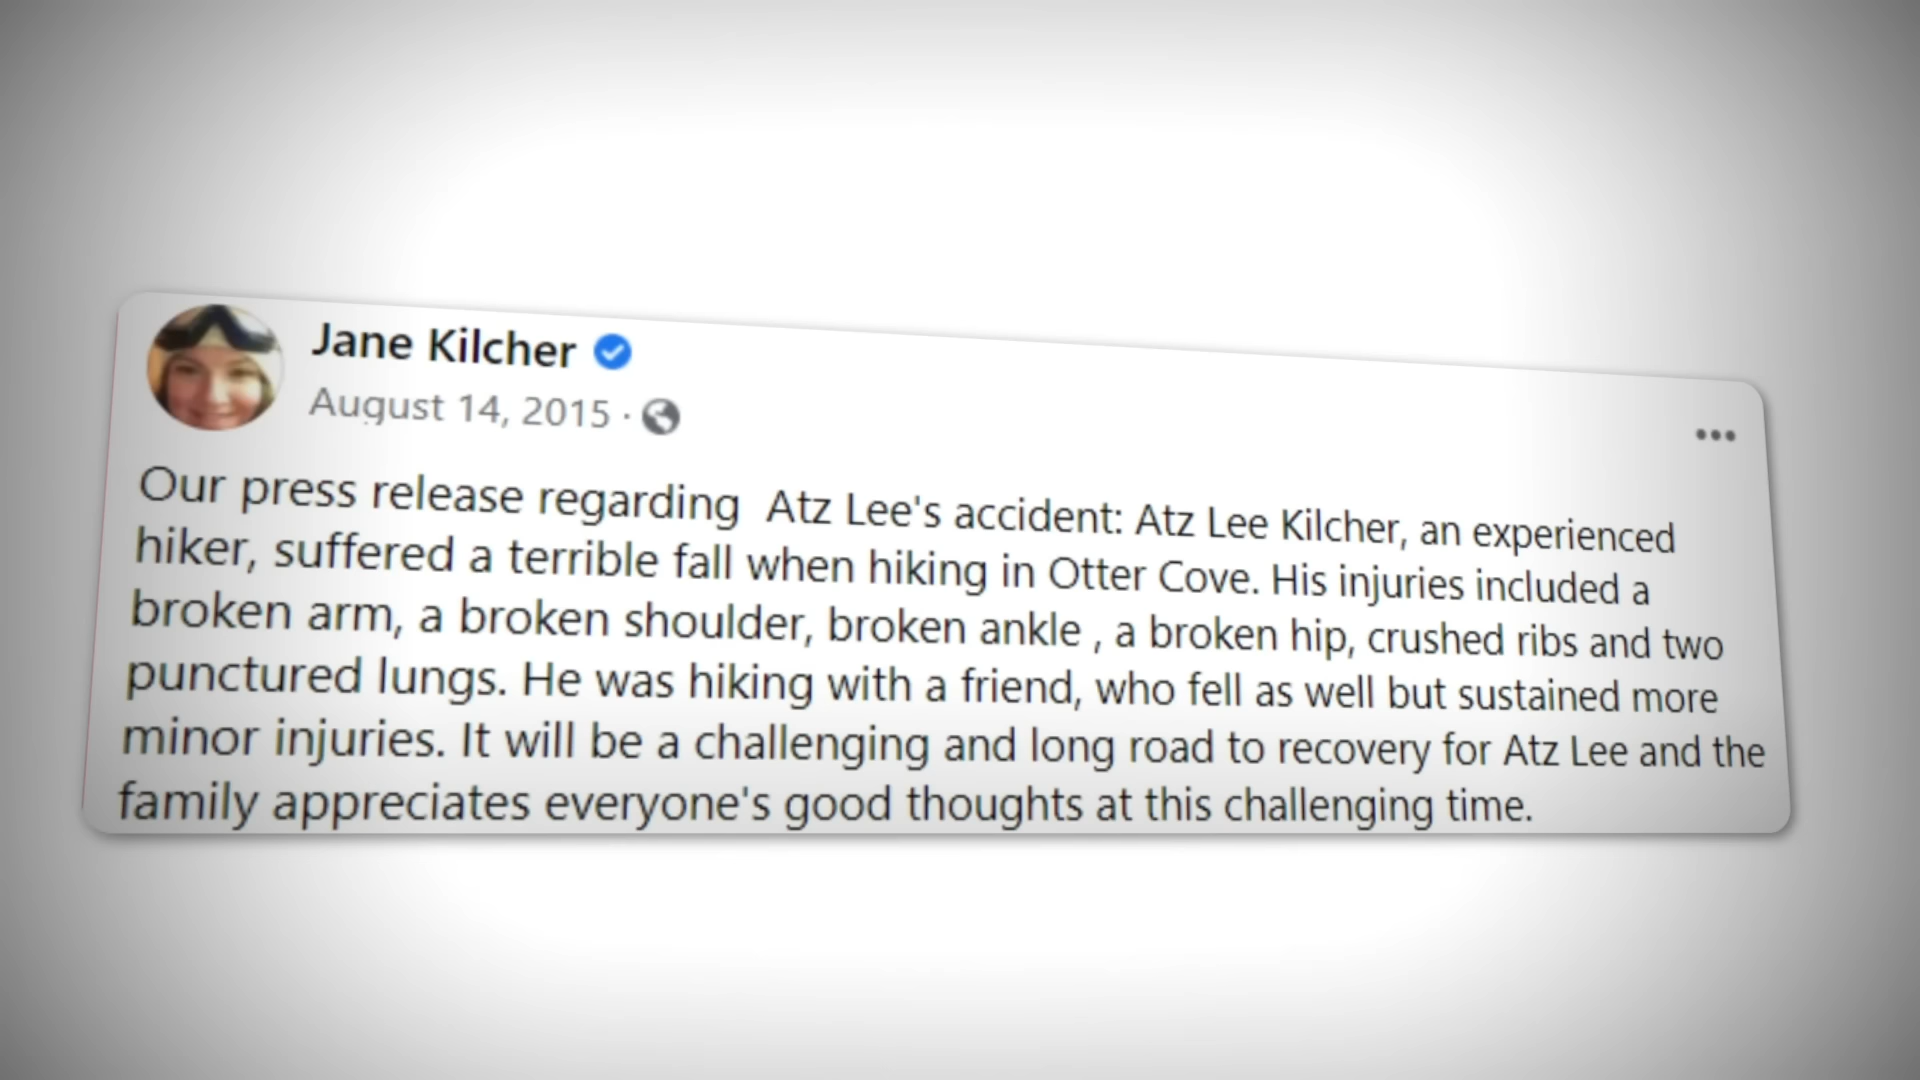 Jane Kilcher
August 14, 2015 ·
Our press release regarding  Atz Lee's accident: Atz Lee Kilcher, an experienced
hiker, suffered a terrible fall when hiking in Otter Cove. His injuries included a
broken arm, a broken shoulder, broken ankle , a broken hip, crushed ribs and two
punctured lungs. He was hiking with a friend, who fell as well but sustained more
minor injuries. It will be a challenging and long road to recovery for Atz Lee and the
family appreciates everyone's good thoughts at this challenging time.